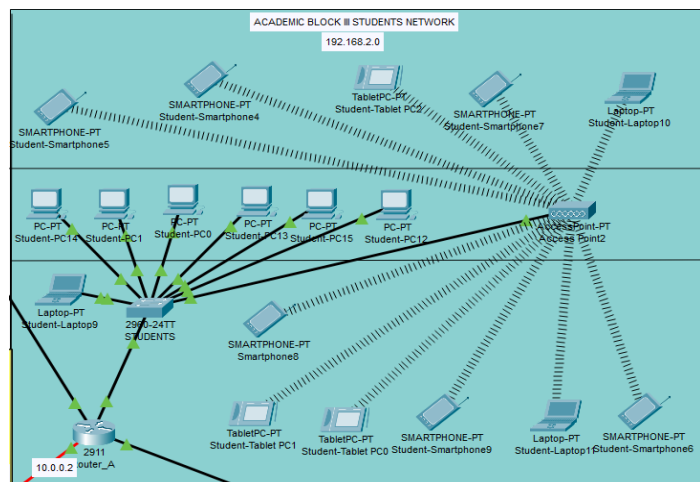 ACADEMIC BLOCK III STUDENTS NETWORK
192.168.2.0
TabletPC-PT
Student-Tablet PC2
SMARTPHONE-PT
Student-Smartphone4
SMARTPHONE-PT
Student-Smartphone7
Laptop-PT
Student-Laptop10
SMARTPHONE-PT
Student-Smartphone5
PC-PT
Student-PC14
PC-PT
Student-PC1
PC-PT
Student-PC0
PC-PT
Student-PC13
PC-PT
Student-PC15
PC-PT
Student-PC12
AccessPoint-PT
Access Point2
Laptop-PT
Student-Laptop9
2960-24TT
STUDENTS
SMARTPHONE-PT
Smartphone8
TabletPC-PT
Student-Tablet PC1
TabletPC-PT
Student-Tablet PC0
SMARTPHONE-PT
Student-Smartphone9
Laptop-PT
Student-Laptop11
SMARTPHONE-PT
Student-Smartphone6
2911
Router_A
10.0.0.2